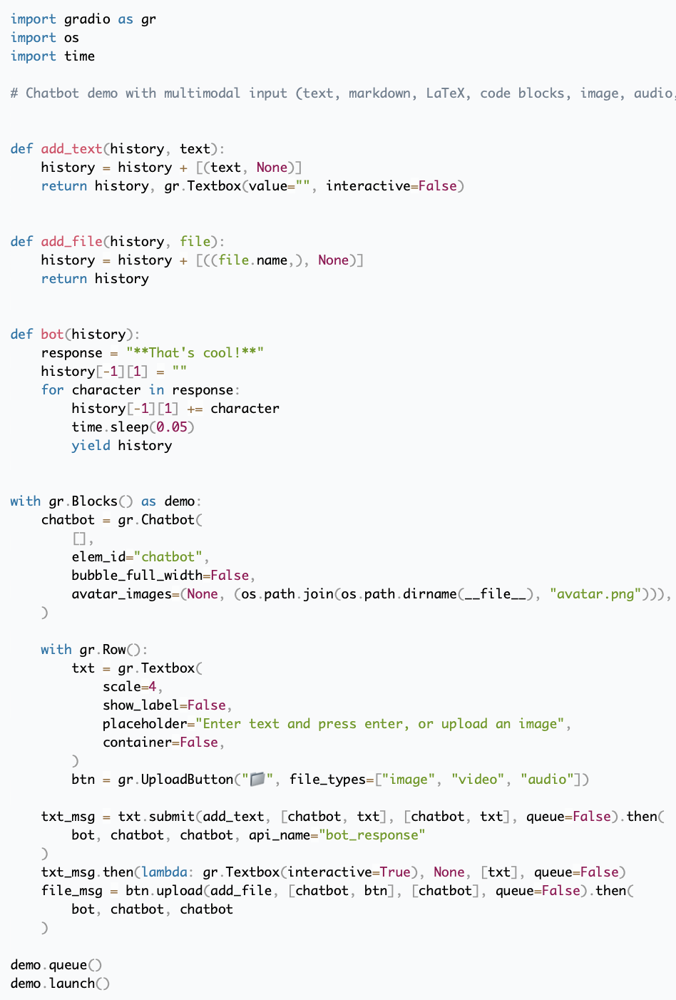 import gradio as gr
import os
import time

# Chatbot demo with multimodal input (text, markdown, LaTeX, code blocks, image, audio,

def add_text(history, text):
    history = history + [(text, None)]
    return history, gr.Textbox(value="", interactive=False)

def add_file(history, file):
    history = history + [((file.name,), None)]
    return history

def bot(history):
    response = "**That's cool!**"
    history[-1][1] = ""
    for character in response:
        history[-1][1] += character
        time.sleep(0.05)
        yield history

with gr.Blocks() as demo:
    chatbot = gr.Chatbot(
        [],
        elem_id="chatbot",
        bubble_full_width=False,
        avatar_images=(None, (os.path.join(os.path.dirname(__file__), "avatar.png"))),
    )

    with gr.Row():
        txt = gr.Textbox(
            scale=4,
            show_label=False,
            placeholder="Enter text and press enter, or upload an image",
            container=False,
        )
        btn = gr.UploadButton("📁", file_types=["image", "video", "audio"])

    txt_msg = txt.submit(add_text, [chatbot, txt], [chatbot, txt], queue=False).then(
        bot, chatbot, chatbot, api_name="bot_response"
    )
    txt_msg.then(lambda: gr.Textbox(interactive=True), None, [txt], queue=False)
    file_msg = btn.upload(add_file, [chatbot, btn], [chatbot], queue=False).then(
        bot, chatbot, chatbot
    )

demo.queue()
demo.launch()